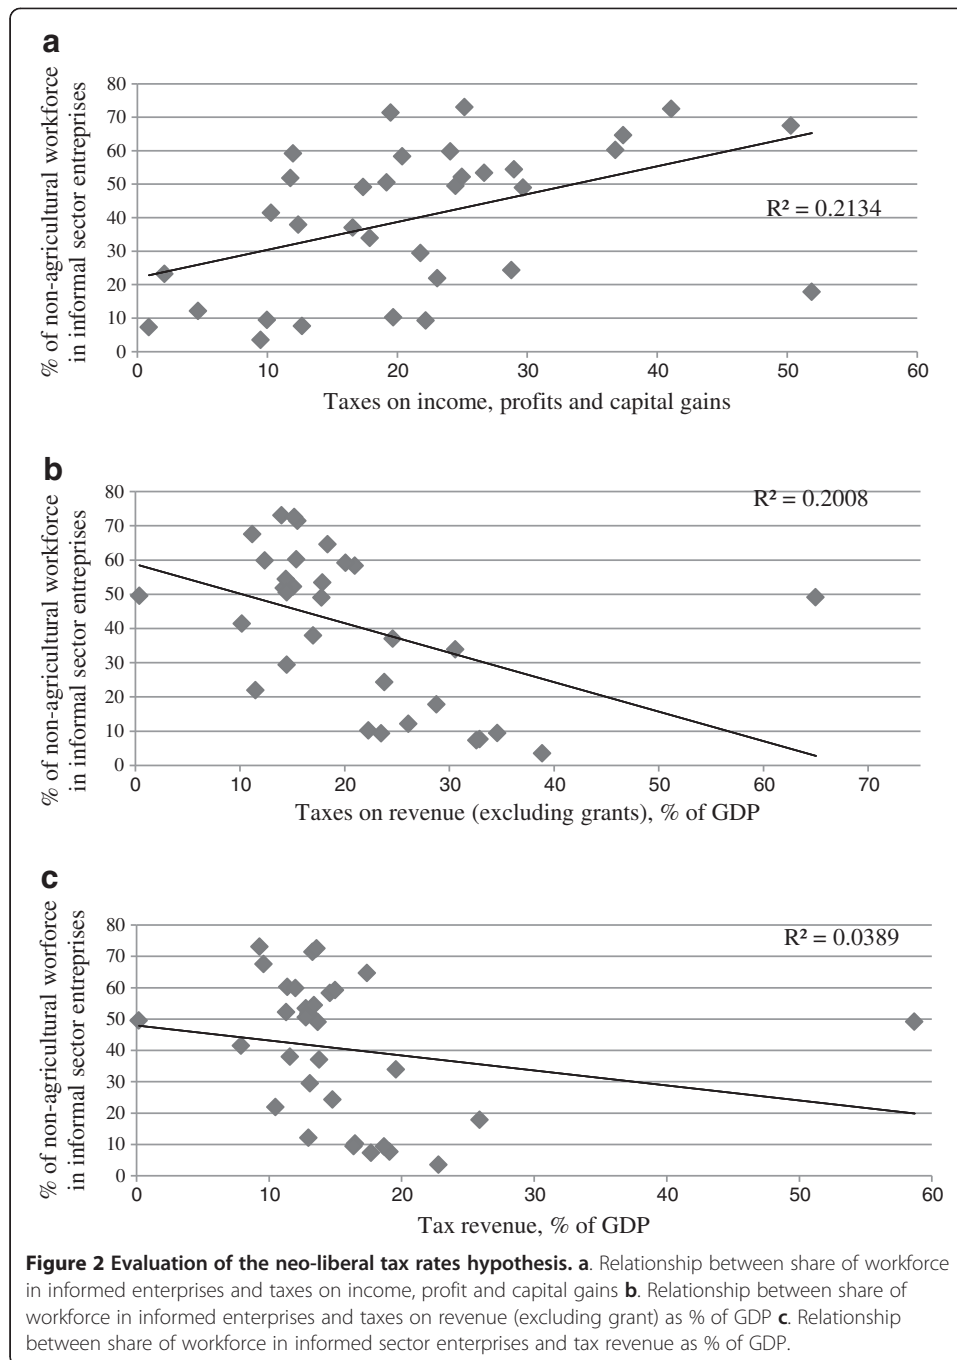 a
80
70
60
50
40
30
20
10
0
% of non-agricultural workforce
in informal sector entreprises
R² = 0.2134
0 10 20 30 40 50 60
Taxes on income, profits and capital gains
b
80
70
60
50
40
30
20
10
0
% of non-agricultural workforce
in informal sector entreprises
R² = 0.2008
0 10 20 30 40 50 60 70
Taxes on revenue (excluding grants), % of GDP
c
80
70
60
50
40
30
20
10
0
% of non-agricultural worforce
in informal sector entreprises
R² = 0.0389
0 10 20 30 40 50 60
Tax revenue, % of GDP
Figure 2 Evaluation of the neo-liberal tax rates hypothesis. a. Relationship between share of workforce
in informed enterprises and taxes on income, profit and capital gains b. Relationship between share of
workforce in informed enterprises and taxes on revenue (excluding grant) as % of GDP c. Relationship
between share of workforce in informed sector enterprises and tax revenue as % of GDP.